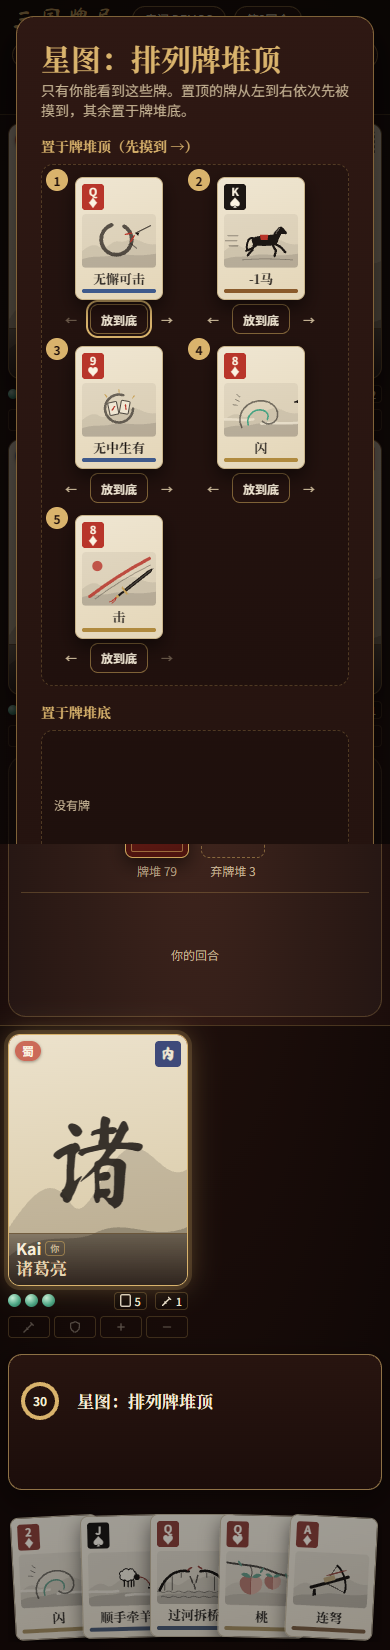 星图：排列牌堆顶
只有你能看到这些牌。置顶的牌从左到右依次先被
摸到，其余置于牌堆底。
置于牌堆顶（先摸到 →）
1
Q♦
无懈可击
← 放到底 →
2
K♠
-1马
← 放到底 →
3
9♥
无中生有
← 放到底 →
4
8♦
闪
← 放到底 →
5
8♦
击
← 放到底 →
置于牌堆底
没有牌
牌堆 79
弃牌堆 3
你的回合
蜀
内
诸
Kai 你
诸葛亮
5
1
30
星图：排列牌堆顶
2♦
闪
J♠
顺手牵羊
Q♥
过河拆桥
Q♥
桃
A♦
连弩